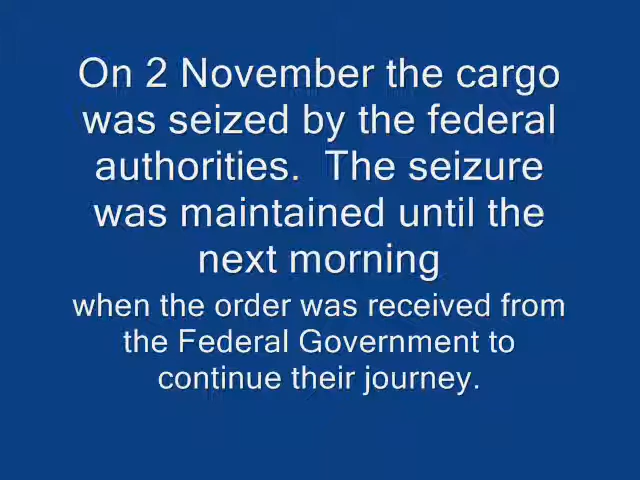 On 2 November the cargo
was seized by the federal
authorities.  The seizure
was maintained until the
next morning
when the order was received from
the Federal Government to
continue their journey.